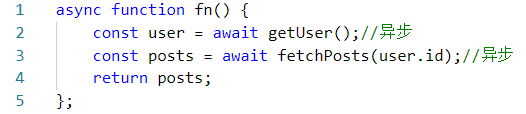 1 async function fn() {
2 const user = await getUser();//异步
3 const posts = await fetchPosts(user.id);//异步
4 return posts;
5 };